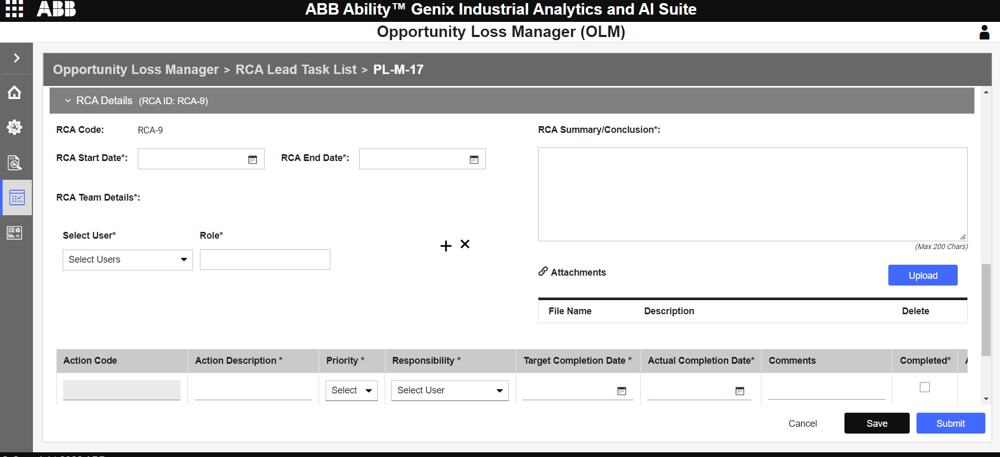 ABB
ABB Ability™ Genix Industrial Analytics and AI Suite
Opportunity Loss Manager (OLM)
Opportunity Loss Manager > RCA Lead Task List > PL-M-17
RCA Details (RCA ID: RCA-9)
RCA Code: RCA-9
RCA Summary/Conclusion*:
RCA Start Date*:
RCA End Date*:
RCA Team Details*:
Select User*
Role*
Select Users
(Max 200 Chars)
Attachments
Upload
File Name Description Delete
Action Code Action Description * Priority * Responsibility * Target Completion Date * Actual Completion Date* Comments Completed*
Select Select User
Cancel Save Submit